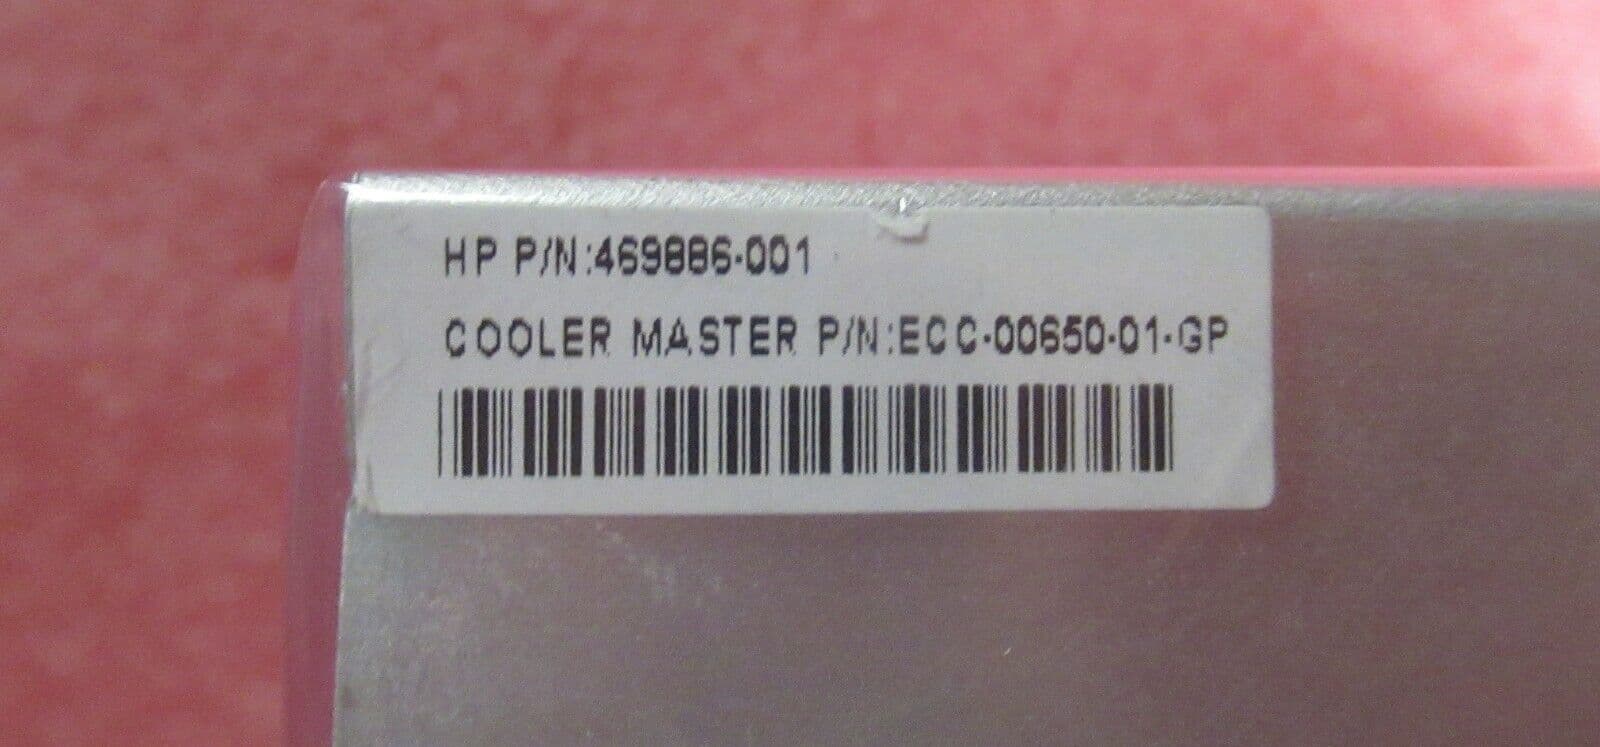 HP P/N:469886-001
COOLER MASTER P/N:ECC-00650-01-GP